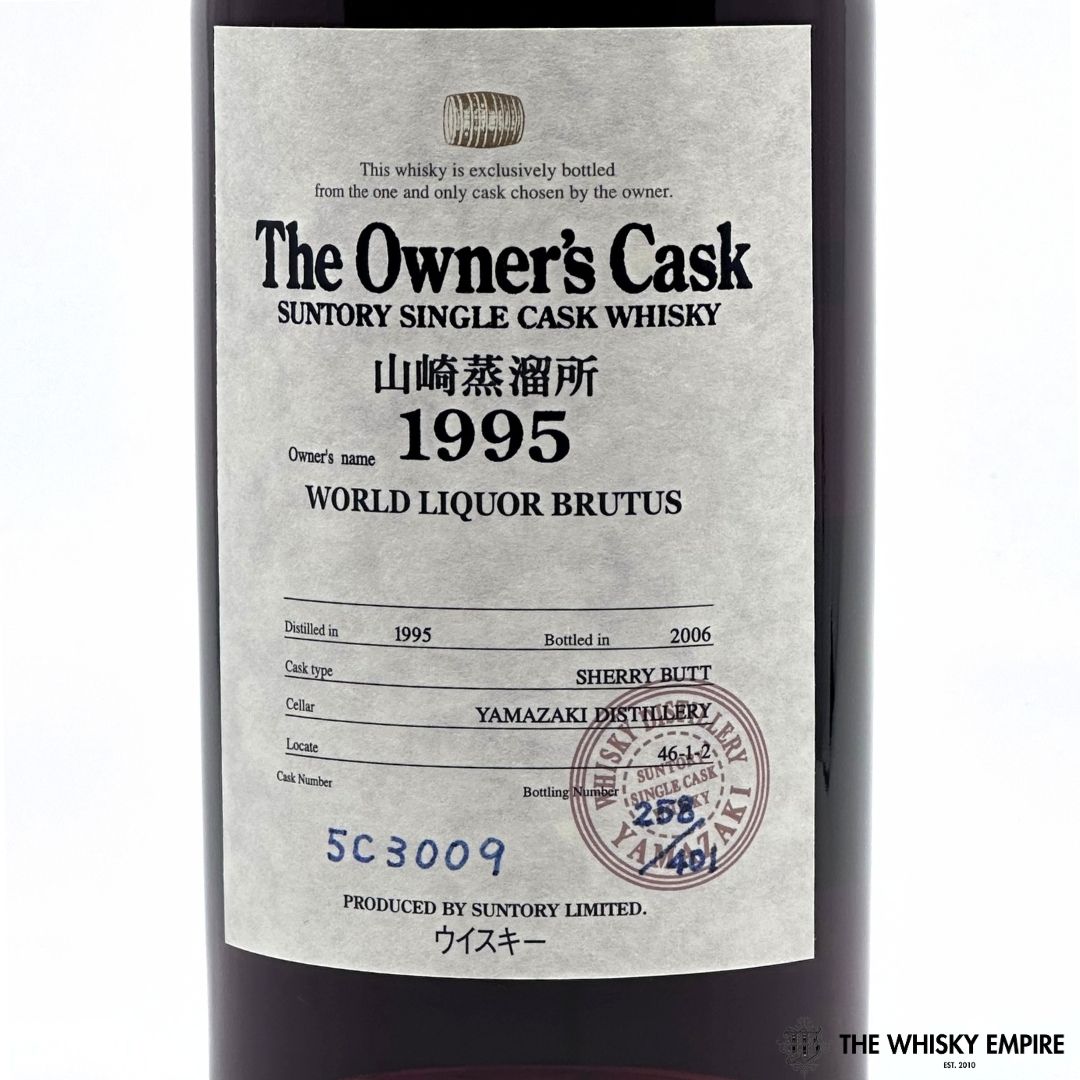 This whisky is exclusively bottled
from the one and only cask chosen by the owner.
The Owner's Cask
SUNTORY SINGLE CASK WHISKY
山崎蒸溜所
1995
Owner's name
WORLD LIQUOR BRUTUS
Distilled in 1995 Bottled in 2006
Cask type SHERRY BUTT
Cellar YAMAZAKI DISTILLERY
Locate 46-1-2
Cask Number Bottling Number
5C3009 258/401
WHISKY DISTILLERY
SUNTORY
SINGLE CASK
WHISKY
YAMAZAKI
PRODUCED BY SUNTORY LIMITED.
ウイスキー
THE WHISKY EMPIRE
EST. 2010